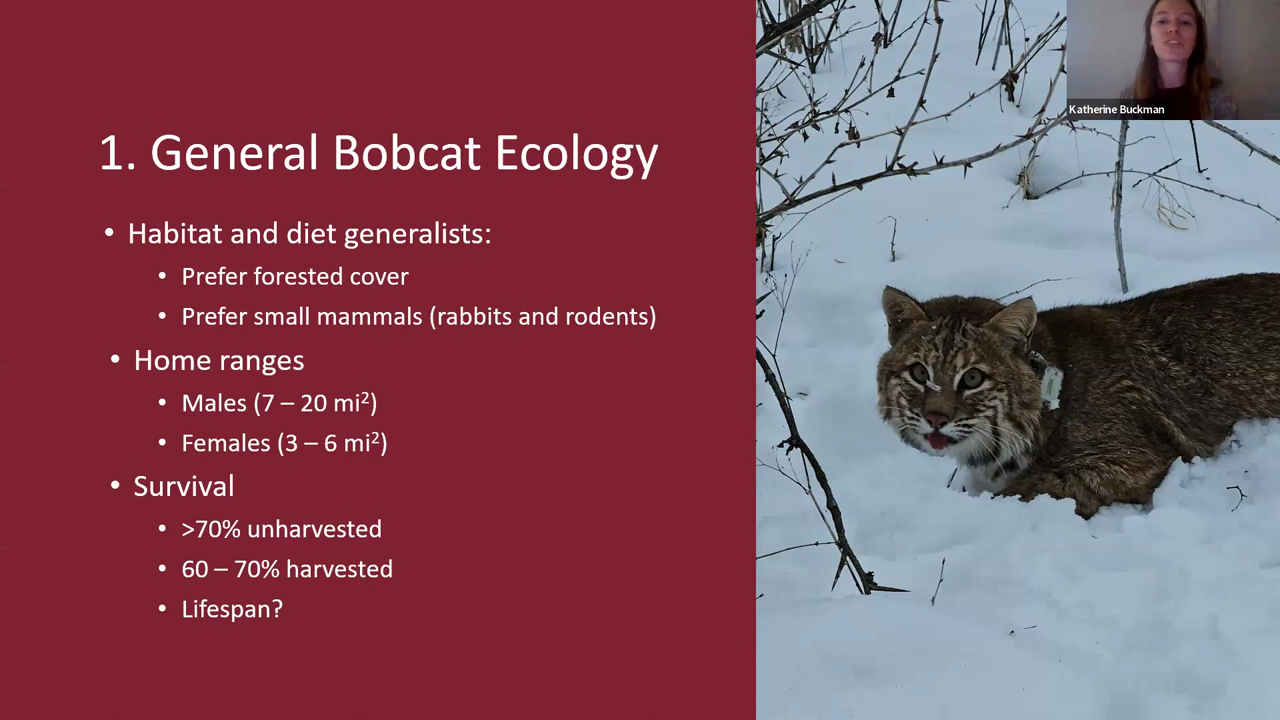 1. General Bobcat Ecology
• Habitat and diet generalists:
• Prefer forested cover
• Prefer small mammals (rabbits and rodents)
• Home ranges
• Males (7 – 20 mi²)
• Females (3 – 6 mi²)
• Survival
• >70% unharvested
• 60 – 70% harvested
• Lifespan?
Katherine Buckman